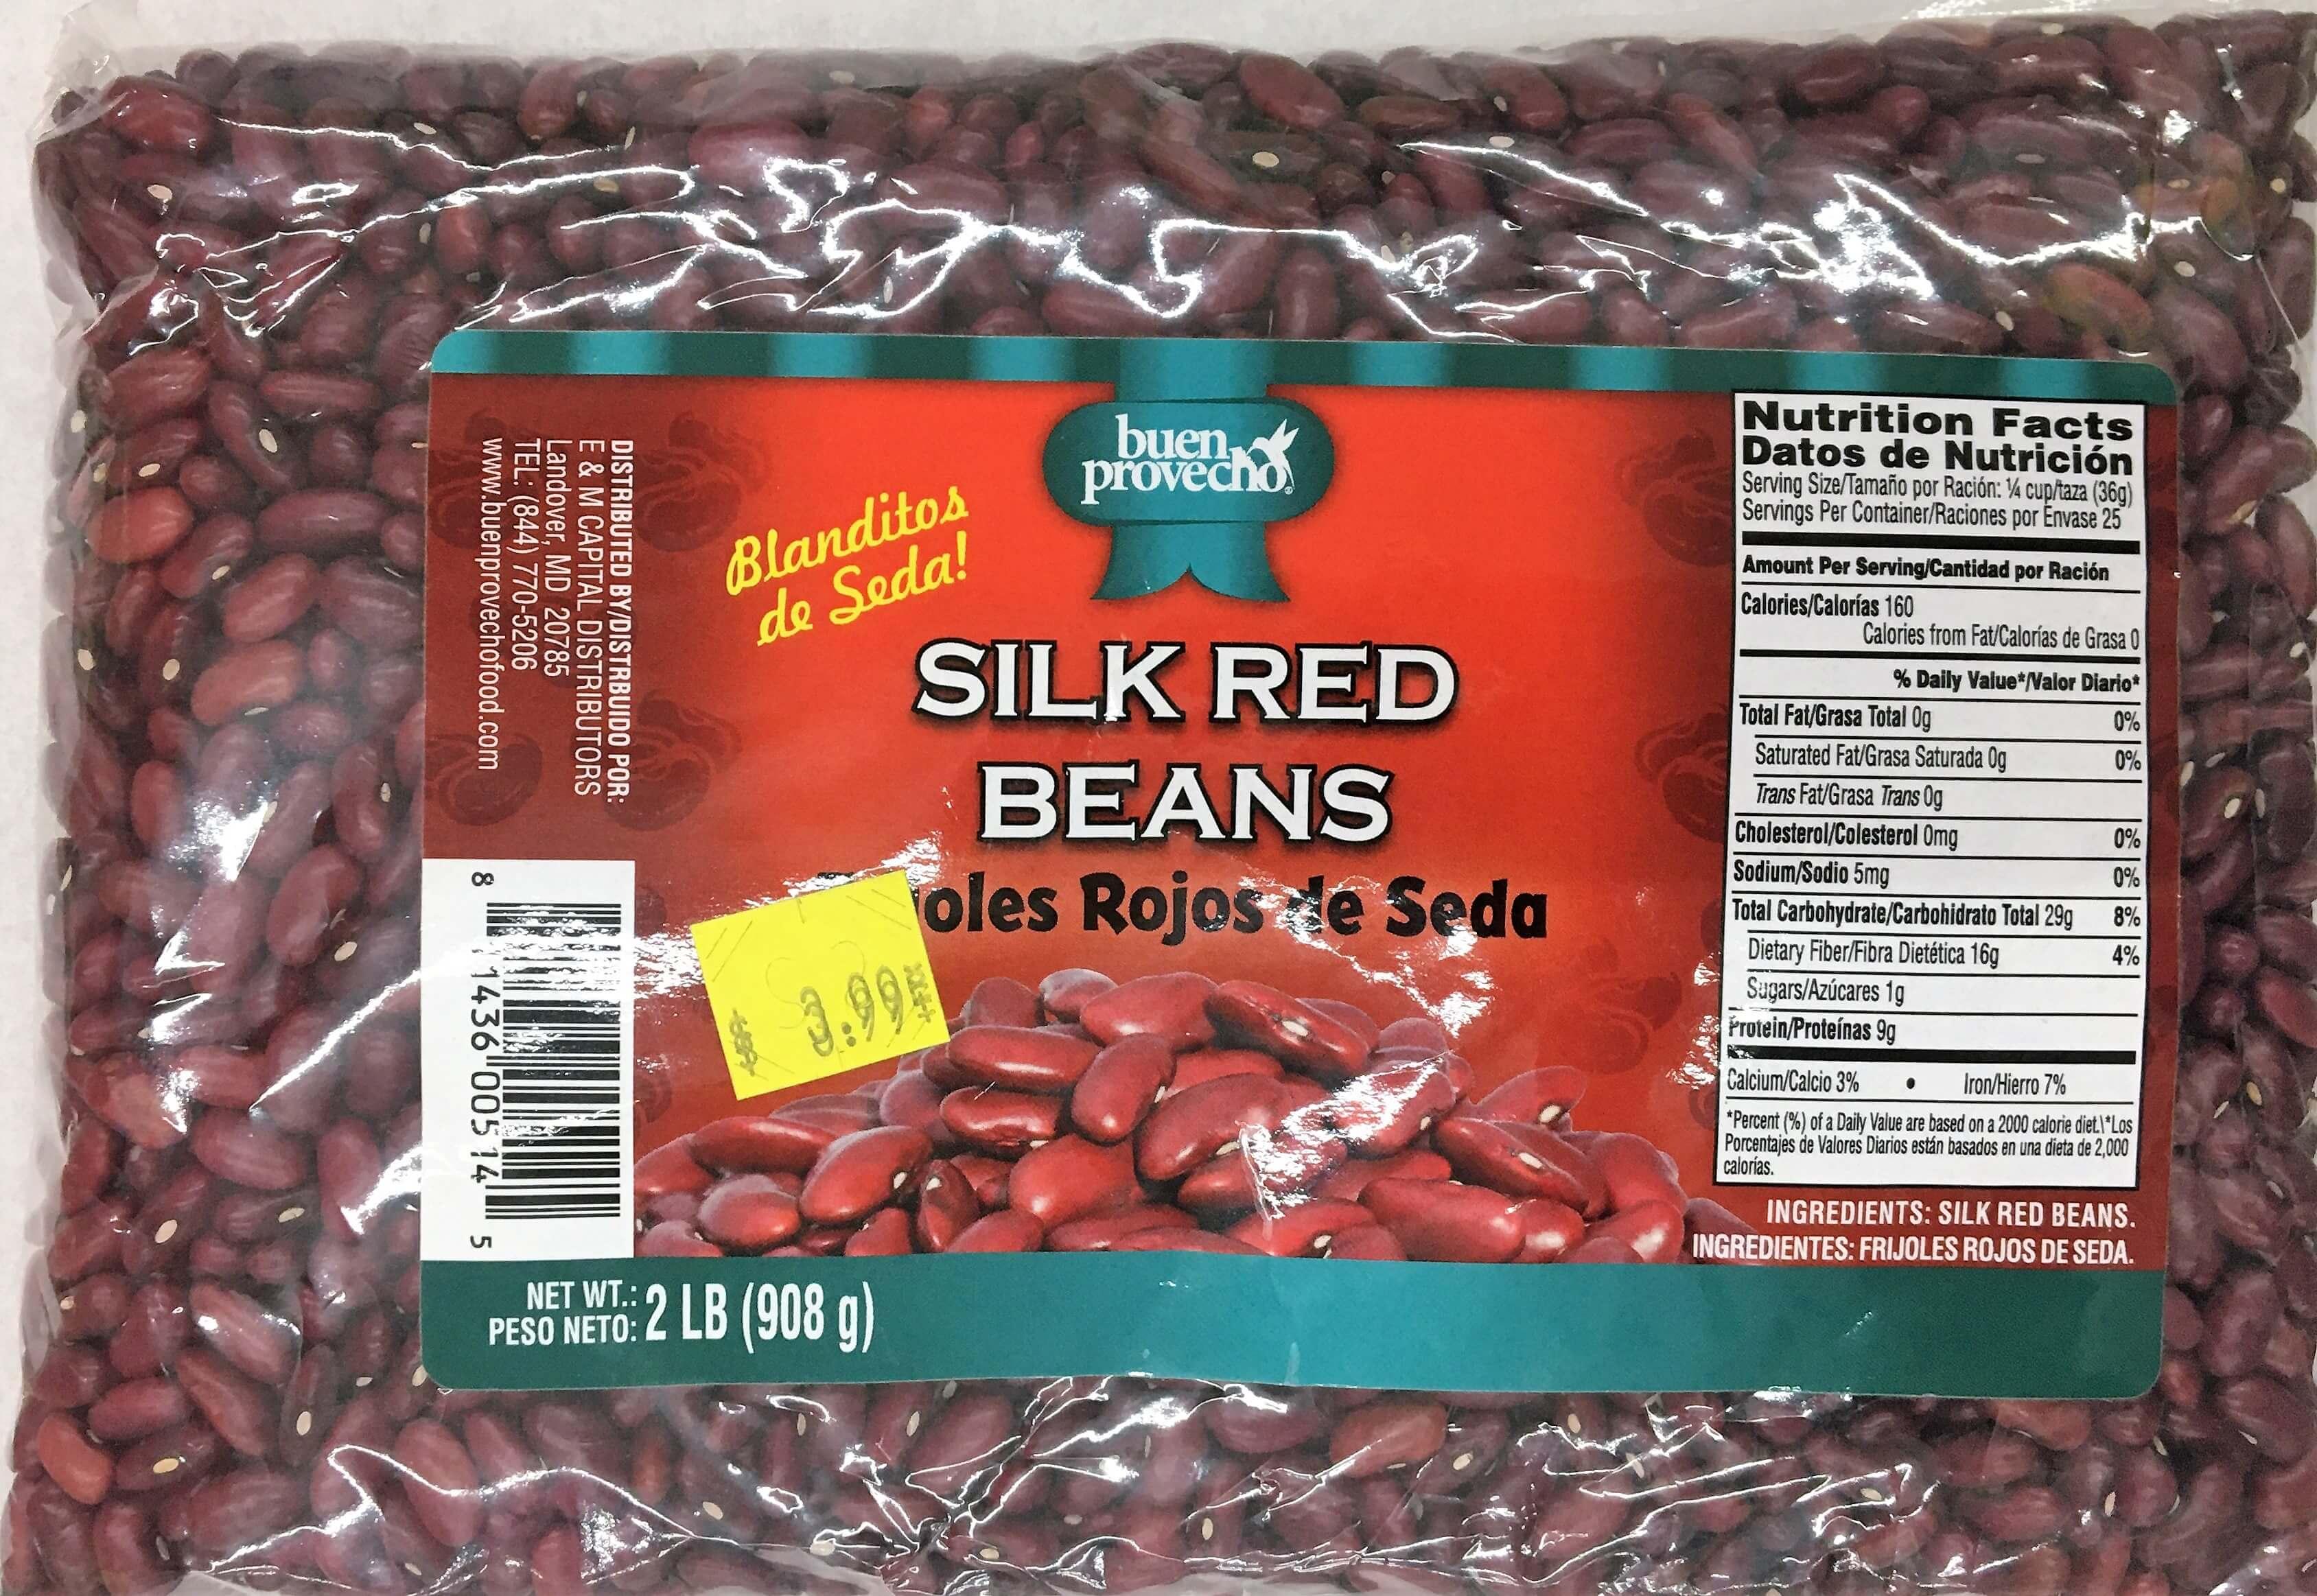 buen
provecho®
Blanditos
de Seda!
SILK RED
BEANS
oles Rojos de Seda
$ 3.99
DISTRIBUTED BY/DISTRBUIDO POR:
E & M CAPITAL DISTRIBUTORS
Landover, MD 20785
TEL.: (844) 770-5206
www.buenprovechofood.com
8 14360 00514 5
NET WT.:
PESO NETO: 2 LB (908 g)
Nutrition Facts
Datos de Nutrición
Serving Size/Tamaño por Ración: ¼ cup/taza (36g)
Servings Per Container/Raciones por Envase 25
Amount Per Serving/Cantidad por Ración
Calories/Calorías 160
Calories from Fat/Calorías de Grasa 0
% Daily Value*/Valor Diario*
Total Fat/Grasa Total 0g 0%
Saturated Fat/Grasa Saturada 0g 0%
Trans Fat/Grasa Trans 0g
Cholesterol/Colesterol 0mg 0%
Sodium/Sodio 5mg 0%
Total Carbohydrate/Carbohidrato Total 29g 8%
Dietary Fiber/Fibra Dietética 16g 4%
Sugars/Azúcares 1g
Protein/Proteínas 9g
Calcium/Calcio 3% • Iron/Hierro 7%
*Percent (%) of a Daily Value are based on a 2000 calorie diet.\*Los
Porcentajes de Valores Diarios están basados en una dieta de 2,000
calorías.
INGREDIENTS: SILK RED BEANS.
INGREDIENTES: FRIJOLES ROJOS DE SEDA.